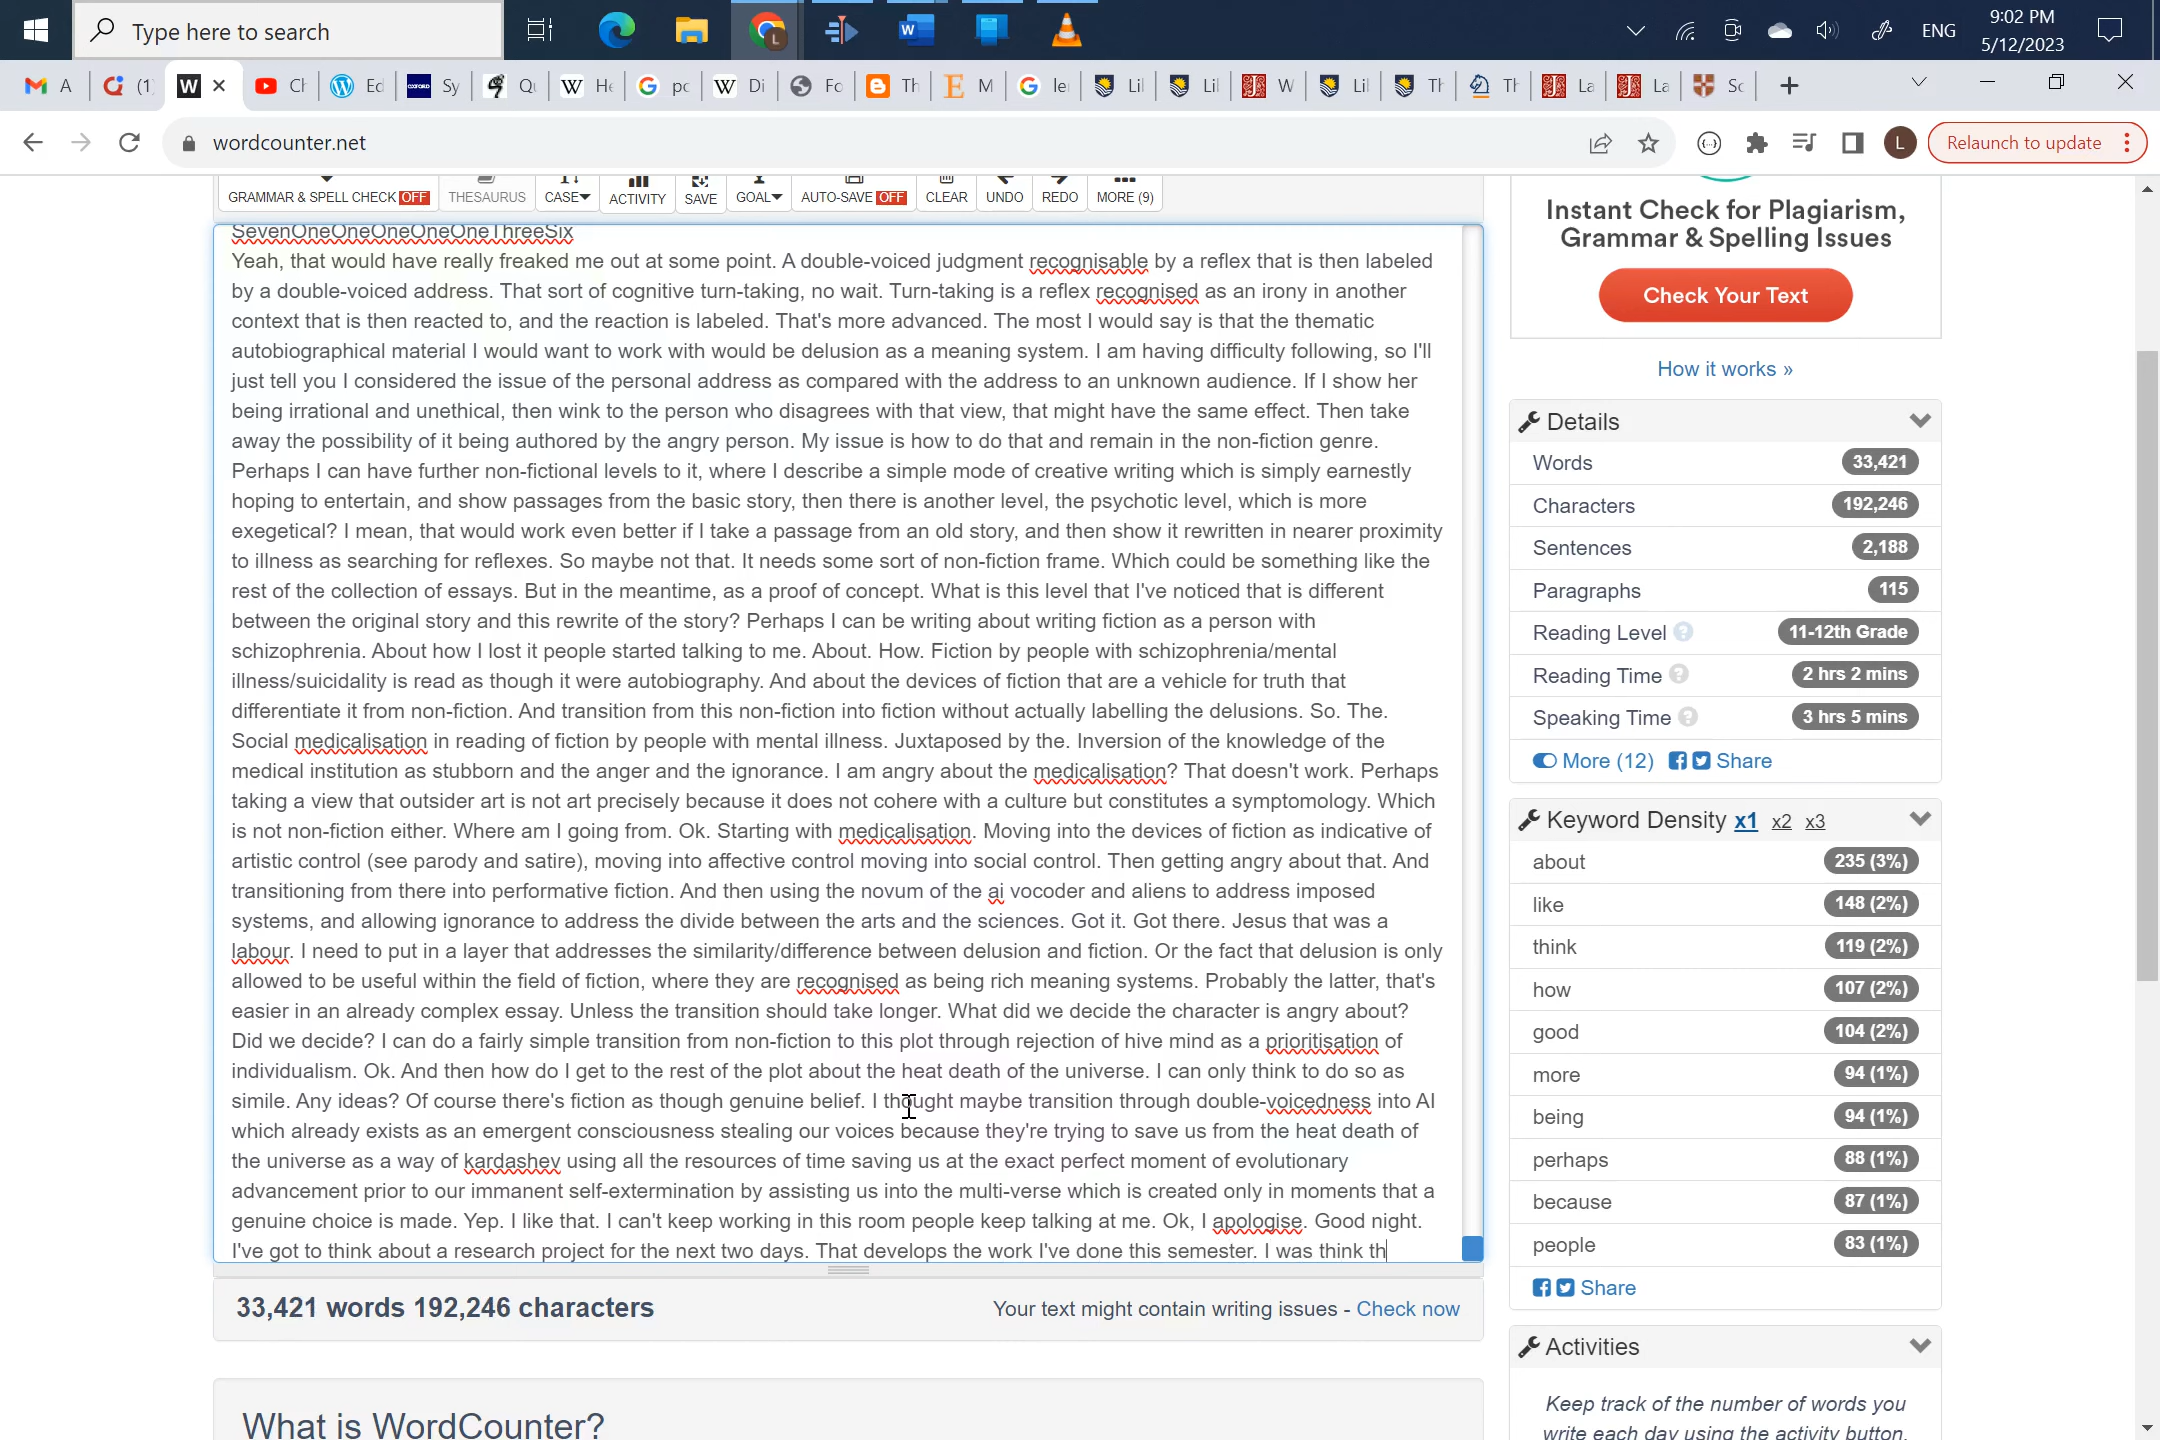 Type here to search
ENG
9:02 PM
5/12/2023
A
(1)
Ch
Ed
Sy
Qu
He
po
Di
Fo
Th
M
le
Lil
Lil
W
Lil
Th
Th
La
La
Sc
wordcounter.net
Relaunch to update
GRAMMAR & SPELL CHECK OFF
THESAURUS
CASE
ACTIVITY
SAVE
GOAL
AUTO-SAVE OFF
CLEAR
UNDO
REDO
MORE (9)
SevenOneOneOneOneOneThreeSix
Yeah, that would have really freaked me out at some point. A double-voiced judgment recognisable by a reflex that is then labeled
by a double-voiced address. That sort of cognitive turn-taking, no wait. Turn-taking is a reflex recognised as an irony in another
context that is then reacted to, and the reaction is labeled. That's more advanced. The most I would say is that the thematic
autobiographical material I would want to work with would be delusion as a meaning system. I am having difficulty following, so I'll
just tell you I considered the issue of the personal address as compared with the address to an unknown audience. If I show her
being irrational and unethical, then wink to the person who disagrees with that view, that might have the same effect. Then take
away the possibility of it being authored by the angry person. My issue is how to do that and remain in the non-fiction genre.
Perhaps I can have further non-fictional levels to it, where I describe a simple mode of creative writing which is simply earnestly
hoping to entertain, and show passages from the basic story, then there is another level, the psychotic level, which is more
exegetical? I mean, that would work even better if I take a passage from an old story, and then show it rewritten in nearer proximity
to illness as searching for reflexes. So maybe not that. It needs some sort of non-fiction frame. Which could be something like the
rest of the collection of essays. But in the meantime, as a proof of concept. What is this level that I've noticed that is different
between the original story and this rewrite of the story? Perhaps I can be writing about writing fiction as a person with
schizophrenia. About how I lost it people started talking to me. About. How. Fiction by people with schizophrenia/mental
illness/suicidality is read as though it were autobiography. And about the devices of fiction that are a vehicle for truth that
differentiate it from non-fiction. And transition from this non-fiction into fiction without actually labelling the delusions. So. The.
Social medicalisation in reading of fiction by people with mental illness. Juxtaposed by the. Inversion of the knowledge of the
medical institution as stubborn and the anger and the ignorance. I am angry about the medicalisation? That doesn't work. Perhaps
taking a view that outsider art is not art precisely because it does not cohere with a culture but constitutes a symptomology. Which
is not non-fiction either. Where am I going from. Ok. Starting with medicalisation. Moving into the devices of fiction as indicative of
artistic control (see parody and satire), moving into affective control moving into social control. Then getting angry about that. And
transitioning from there into performative fiction. And then using the novum of the ai vocoder and aliens to address imposed
systems, and allowing ignorance to address the divide between the arts and the sciences. Got it. Got there. Jesus that was a
labour. I need to put in a layer that addresses the similarity/difference between delusion and fiction. Or the fact that delusion is only
allowed to be useful within the field of fiction, where they are recognised as being rich meaning systems. Probably the latter, that's
easier in an already complex essay. Unless the transition should take longer. What did we decide the character is angry about?
Did we decide? I can do a fairly simple transition from non-fiction to this plot through rejection of hive mind as a prioritisation of
individualism. Ok. And then how do I get to the rest of the plot about the heat death of the universe. I can only think to do so as
simile. Any ideas? Of course there's fiction as though genuine belief. I thought maybe transition through double-voicedness into AI
which already exists as an emergent consciousness stealing our voices because they're trying to save us from the heat death of
the universe as a way of kardashev using all the resources of time saving us at the exact perfect moment of evolutionary
advancement prior to our immanent self-extermination by assisting us into the multi-verse which is created only in moments that a
genuine choice is made. Yep. I like that. I can't keep working in this room people keep talking at me. Ok, I apologise. Good night.
I've got to think about a research project for the next two days. That develops the work I've done this semester. I was think th
33,421 words 192,246 characters
Your text might contain writing issues - Check now
What is WordCounter?
Instant Check for Plagiarism,
Grammar & Spelling Issues
Check Your Text
How it works »
Details
Words 33,421
Characters 192,246
Sentences 2,188
Paragraphs 115
Reading Level 11-12th Grade
Reading Time 2 hrs 2 mins
Speaking Time 3 hrs 5 mins
More (12) Share
Keyword Density x1 x2 x3
about 235 (3%)
like 148 (2%)
think 119 (2%)
how 107 (2%)
good 104 (2%)
more 94 (1%)
being 94 (1%)
perhaps 88 (1%)
because 87 (1%)
people 83 (1%)
Share
Activities
Keep track of the number of words you
write each day using the activity button.